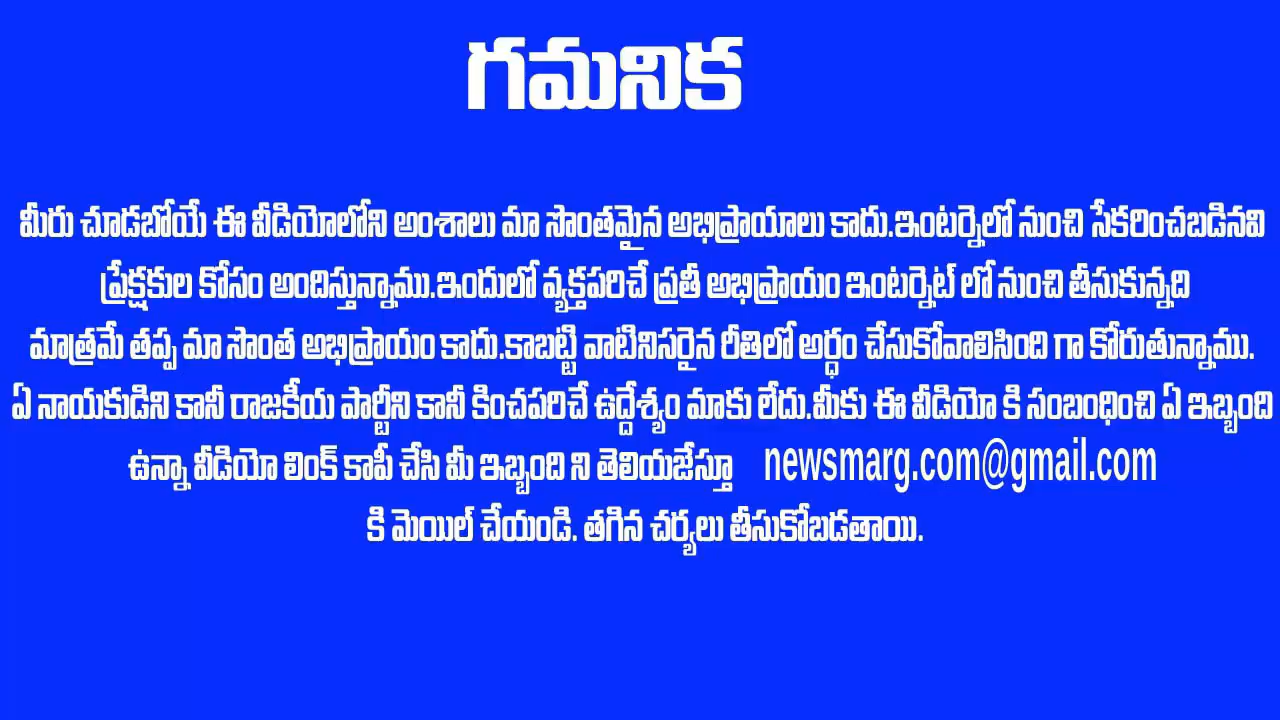 గమనిక
మీరు చూడబోయే ఈ వీడియోలోని అంశాలు మా సొంతమైన అభిప్రాయాలు కాదు.ఇంటర్నెలో నుంచి సేకరించబడినవి
ప్రేక్షకుల కోసం అందిస్తున్నాము.ఇందులో వ్యక్తపరిచే ప్రతీ అభిప్రాయం ఇంటర్నెట్ లో నుంచి తీసుకున్నది
మాత్రమే తప్ప మా సొంత అభిప్రాయం కాదు.కాబట్టి వాటినిసరైన రీతిలో అర్ధం చేసుకోవాలిసింది గా కోరుతున్నాము.
ఏ నాయకుడిని కానీ రాజకీయ పార్టీని కానీ కించపరిచే ఉద్దేశ్యం మాకు లేదు.మీకు ఈ వీడియో కి సంబంధించి ఏ ఇబ్బంది
ఉన్నా వీడియో లింక్ కాపీ చేసి మీ ఇబ్బంది ని తెలియజేస్తూ newsmarg.com@gmail.com
కి మెయిల్ చేయండి. తగిన చర్యలు తీసుకోబడతాయి.